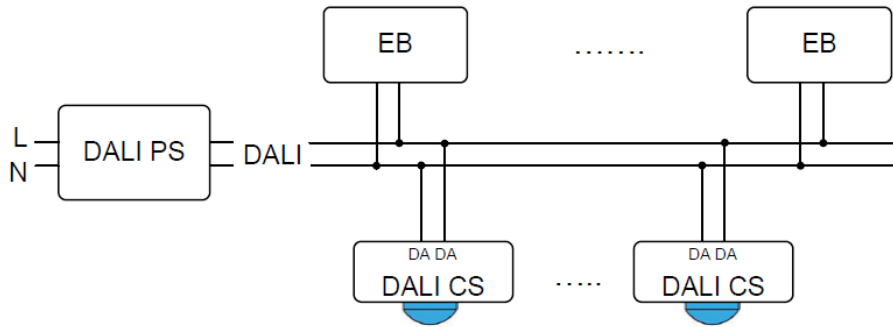 EB
.......
EB
L
N
DALI PS
DALI
DA DA
DALI CS
.....
DA DA
DALI CS